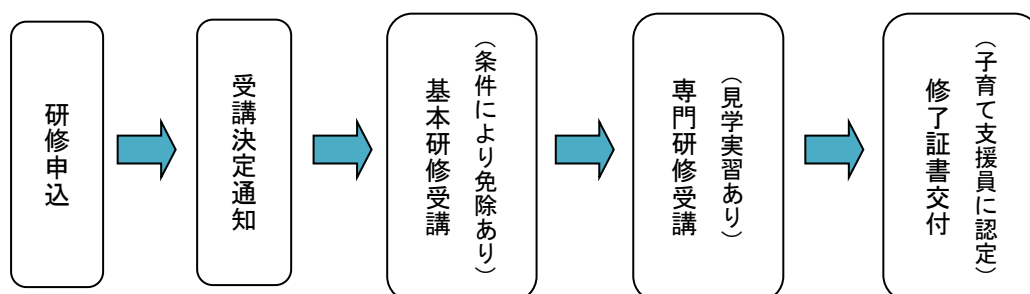 研修申込
受講決定通知
（条件により免除あり）
基本研修受講
（見学実習あり）
専門研修受講
（子育て支援員に認定）
修了証書交付